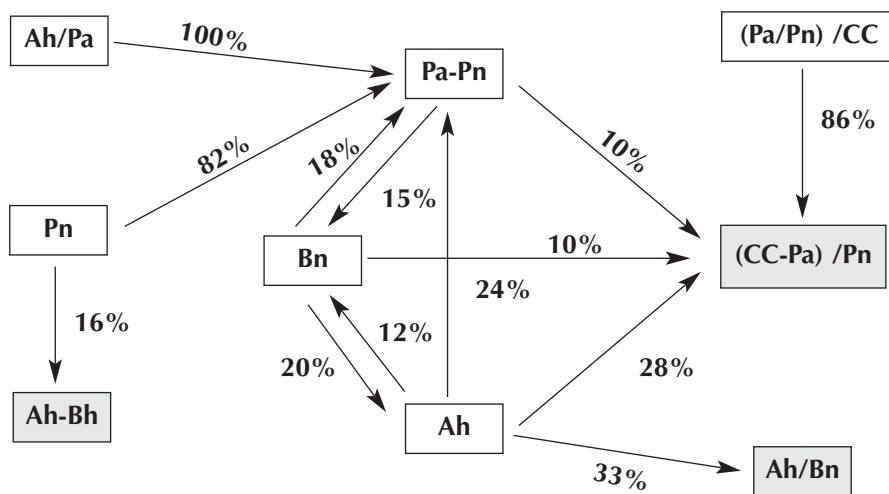 Ah/Pa
100%
(Pa/Pn) /CC
Pa-Pn
86%
82%
18%
10%
15%
Pn
Bn
10%
(CC-Pa) /Pn
24%
16%
12%
20%
28%
Ah-Bh
Ah
Ah/Bn
33%